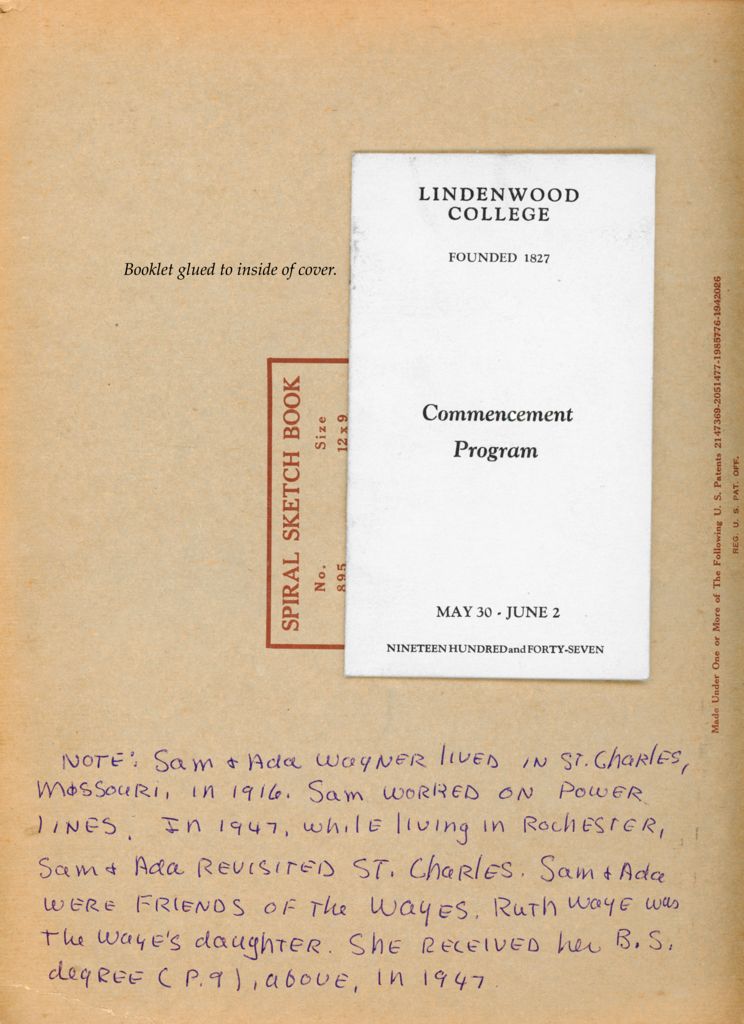 LINDENWOOD
COLLEGE
FOUNDED 1827
Booklet glued to inside of cover.
Commencement
Program
MAY 30 - JUNE 2
NINETEEN HUNDRED and FORTY-SEVEN
SPIRAL SKETCH BOOK
No. Size
895 12 x 9
Made Under One or More of The Following U. S. Patents 2147369-2051477-1985776-1942026
REG. U. S. PAT. OFF.
NOTE: Sam & Ada WAGNER lIVED IN ST. CHARLES,
MISSOURI, IN 1916. Sam WORKED ON POWER
lINES. IN 1947, while living in ROCHESTER,
Sam & Ada REVISITED ST. CHARLES. Sam & Ada
WERE FRIENDS OF The WAYES. Ruth WAYE was
The WAYE'S daughTER. She RECEIVED her B.S.
degREE (P.9), above, IN 1947